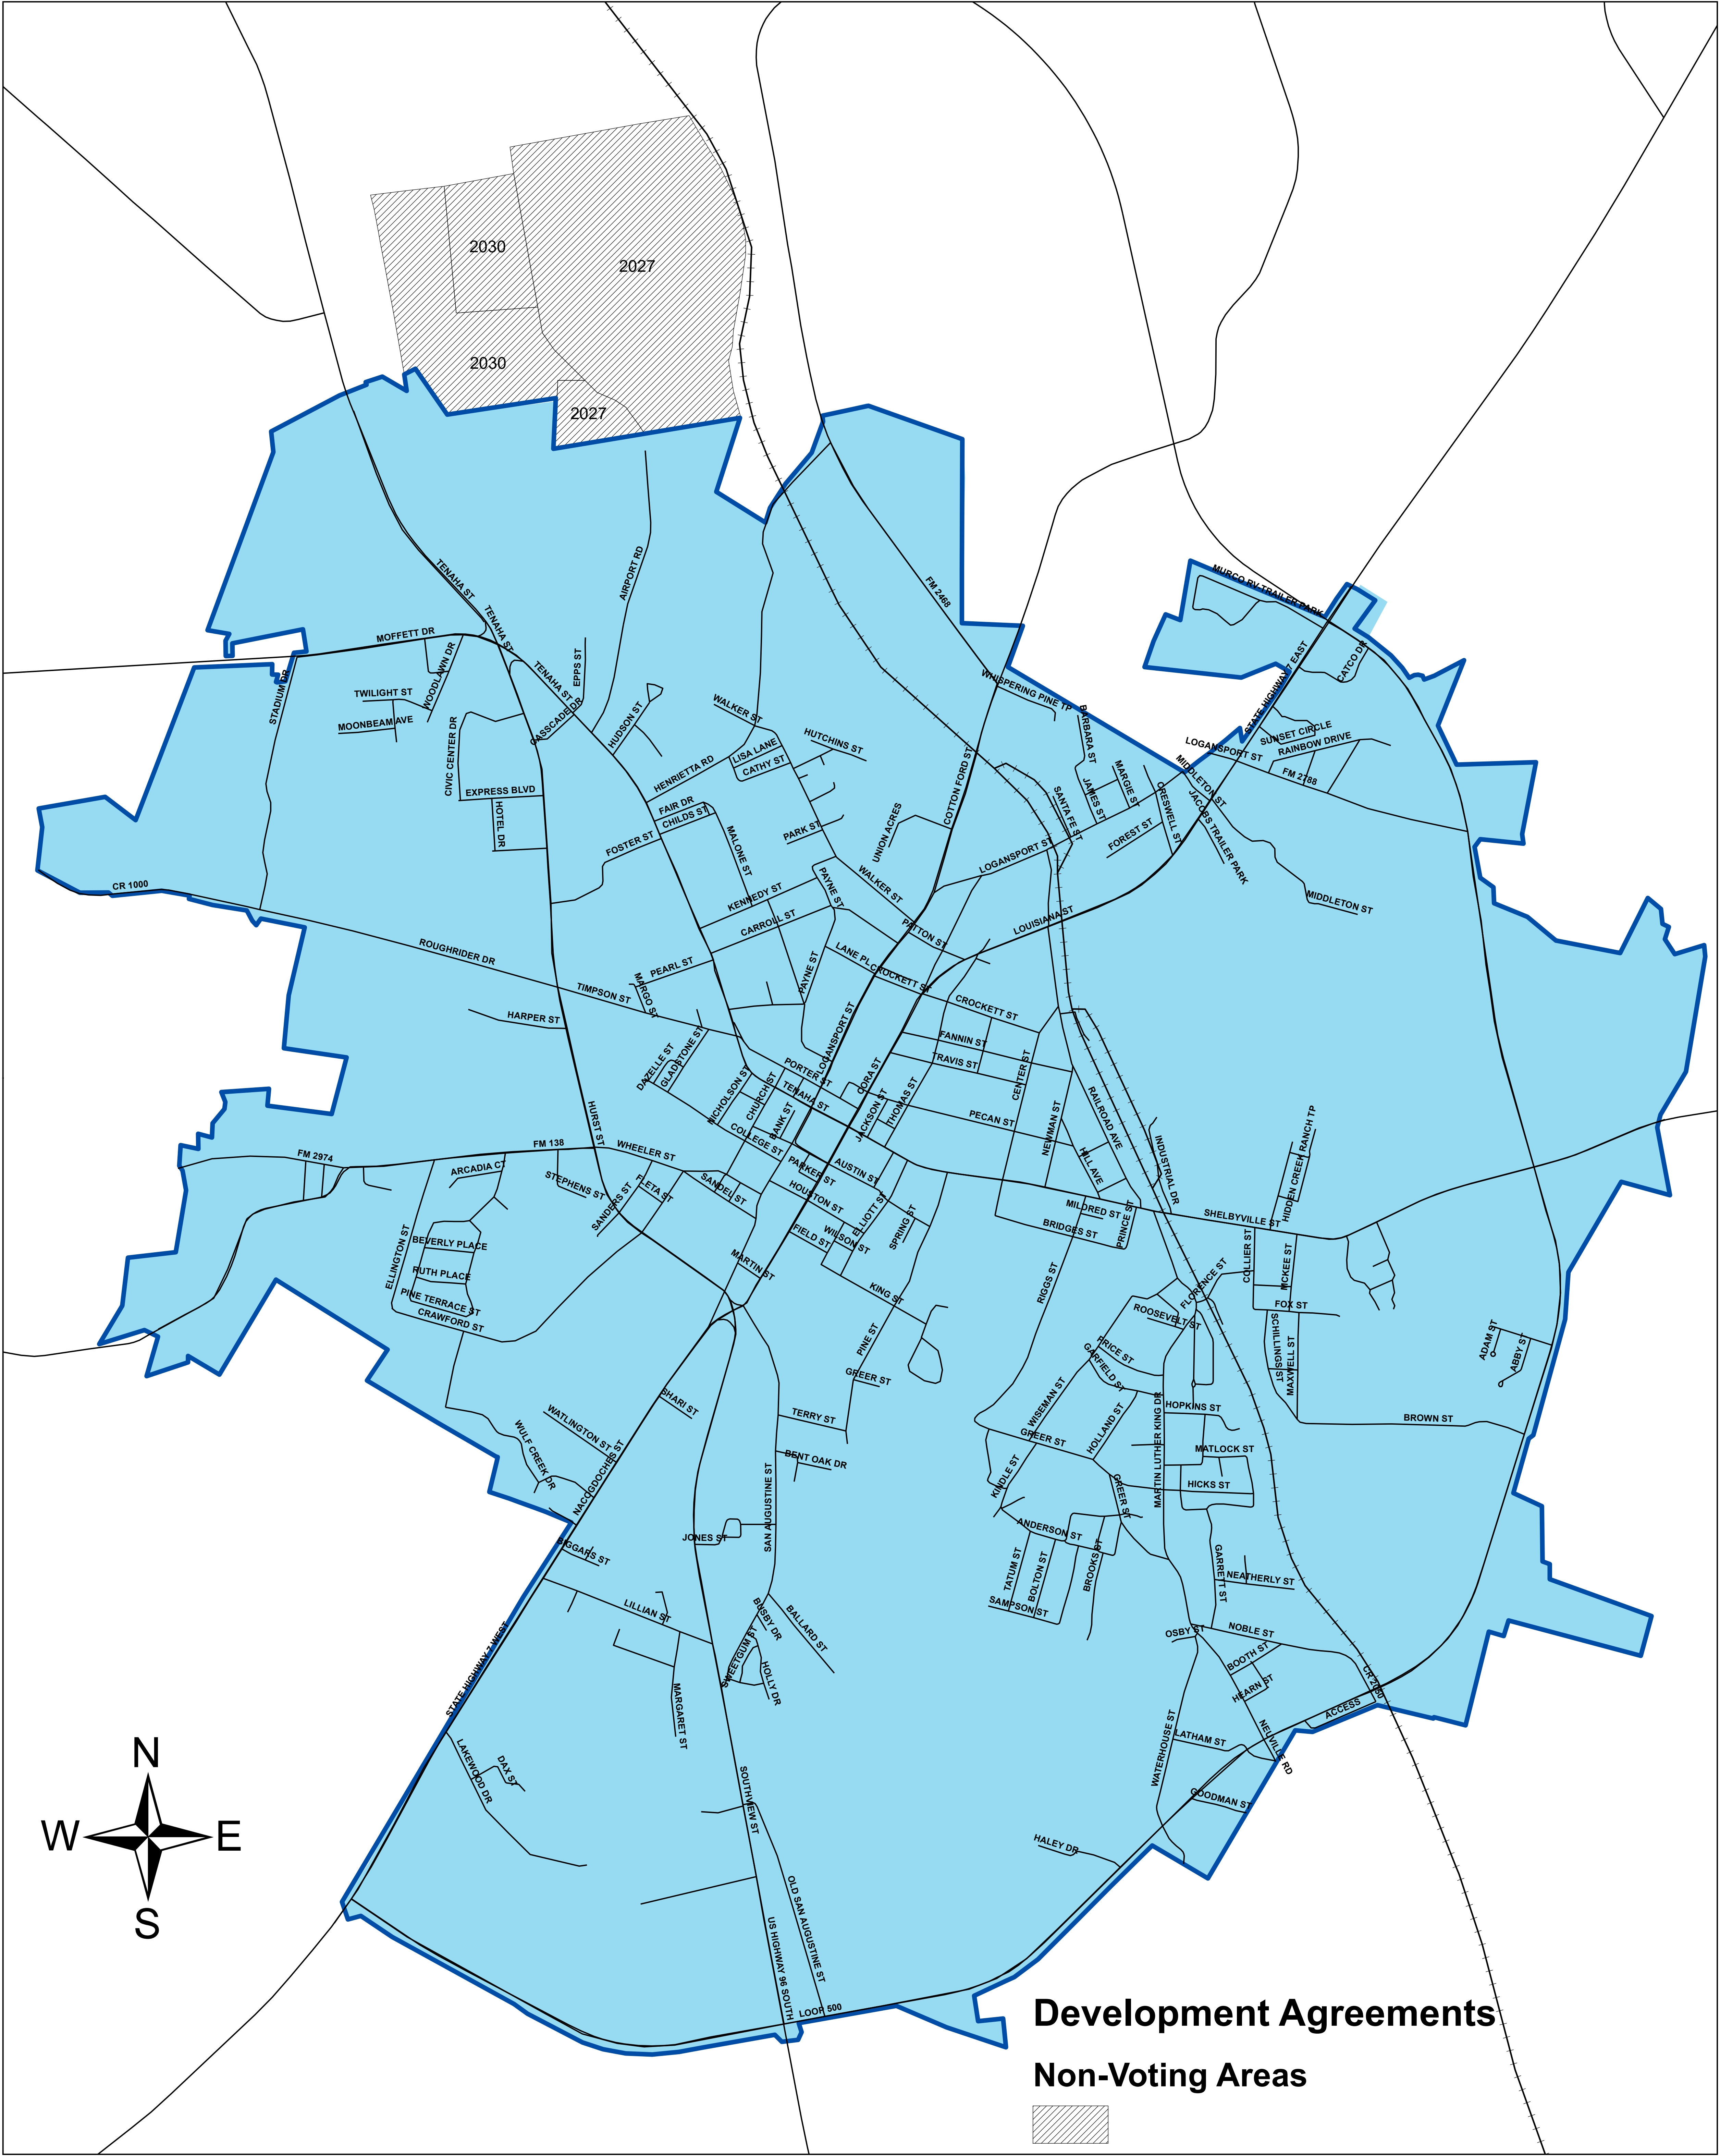 2030
2027
2030
2027
TENAHA ST
AIRPORT RD
FM 2468
MURCO RV-TRAILER PARK
MOFFETT DR
TENAHA ST
WOODLAWN DR
TENAHA ST
EPPS ST
STATE HIGHWAY 7 EAST
CATCO DR
STADIUM DR
TWILIGHT ST
MOONBEAM AVE
CASSCADE DR
HUDSON ST
WALKER ST
WHISPERING PINE TP
BARBARA ST
SUNSET CIRCLE
RAINBOW DRIVE
LOGANSPORT ST
FM 2788
CIVIC CENTER DR
HUTCHINS ST
LISA LANE
CATHY ST
HENRIETTA RD
COTTON FORD ST
MIDDLETON ST
MARGIE ST
JAMES ST
CRESWELL ST
SANTA FE ST
JACOBS TRAILER PARK
EXPRESS BLVD
HOTEL DR
FAIR DR
CHILDS ST
FOSTER ST
MALONE ST
PARK ST
UNION ACRES
FOREST ST
LOGANSPORT ST
CR 1000
WALKER ST
PAYNE ST
KENNEDY ST
CARROLL ST
MIDDLETON ST
LOUISIANA ST
PATTON ST
ROUGHRIDER DR
PEARL ST
MARGO ST
TIMPSON ST
PAYNE ST
LANE PL
CROCKETT ST
CROCKETT ST
HARPER ST
LOGANSPORT ST
FANNIN ST
TRAVIS ST
CENTER ST
DAZELLE ST
GLADSTONE ST
PORTER ST
TENAHA ST
CORA ST
NICHOLSON ST
CHURCH ST
BANK ST
JACKSON ST
THOMAS ST
PECAN ST
RAILROAD AVE
NEWMAN ST
HURST ST
COLLEGE ST
HILL AVE
INDUSTRIAL DR
HIDDEN CREEK RANCH TP
FM 138
WHEELER ST
FM 2974
ARCADIA CT
STEPHENS ST
FLETA ST
SANDERS ST
SANDEL ST
PARKER ST
AUSTIN ST
HOUSTON ST
ELLIOTT ST
FIELD ST
WILSON ST
SPRING ST
MILDRED ST
BRIDGES ST
PRINCE ST
SHELBYVILLE ST
COLLIER ST
MCKEE ST
ELLINGTON ST
BEVERLY PLACE
RUTH PLACE
PINE TERRACE ST
CRAWFORD ST
MARTIN ST
KING ST
RIGGS ST
FLORENCE ST
FOX ST
ROOSEVELT ST
SCHILLINGS ST
MAXWELL ST
ADAM ST
ABBY ST
PINE ST
PRICE ST
GARFIELD ST
GREER ST
SHARI ST
WISEMAN ST
HOLLAND ST
HOPKINS ST
BROWN ST
TERRY ST
WATLINGTON ST
WULF CREEK DR
NACOGDOCHES ST
GREER ST
MARTIN LUTHER KING DR
MATLOCK ST
BENT OAK DR
SAN AUGUSTINE ST
KINDLE ST
GREER ST
HICKS ST
JONES ST
ANDERSON ST
BIGGARS ST
TATUM ST
BOLTON ST
BROOKS ST
GARRETT ST
NEATHERLY ST
SAMPSON ST
LILLIAN ST
BUSBY DR
BALLARD ST
SWEETGUM ST
HOLLY DR
OSBY ST
NOBLE ST
BOOTH ST
HEARN ST
STATE HIGHWAY 7 WEST
MARGARET ST
ACCESS
WATERHOUSE ST
LATHAM ST
NEUVILLE RD
GOODMAN ST
LAKEWOOD DR
DAX ST
SOUTHVIEW ST
HALEY DR
OLD SAN AUGUSTINE ST
US HIGHWAY 96 SOUTH
LOOP 500
N
W
E
S
Development Agreements
Non-Voting Areas